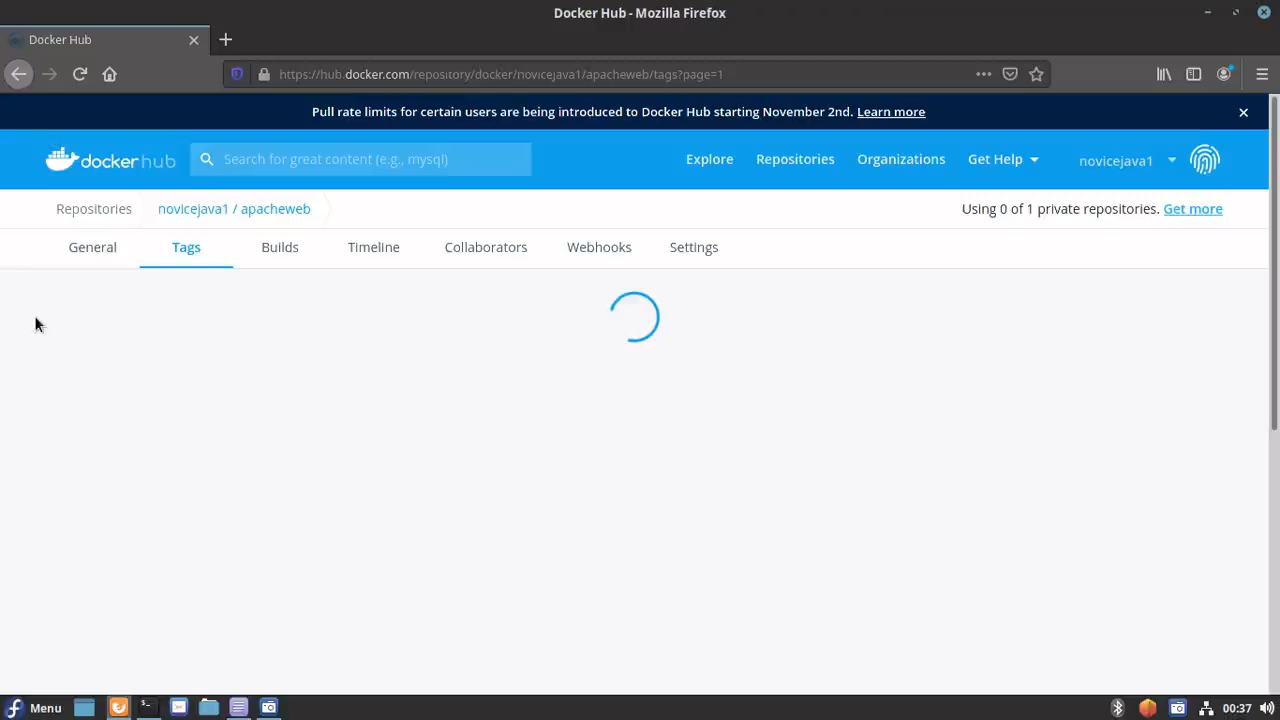 Docker Hub - Mozilla Firefox
Docker Hub
https://hub.docker.com/repository/docker/novicejava1/apacheweb/tags?page=1
Pull rate limits for certain users are being introduced to Docker Hub starting November 2nd. Learn more
dockerhub
Search for great content (e.g., mysql)
Explore
Repositories
Organizations
Get Help
novicejava1
Repositories
novicejava1 / apacheweb
Using 0 of 1 private repositories. Get more
General
Tags
Builds
Timeline
Collaborators
Webhooks
Settings
Menu
00:37